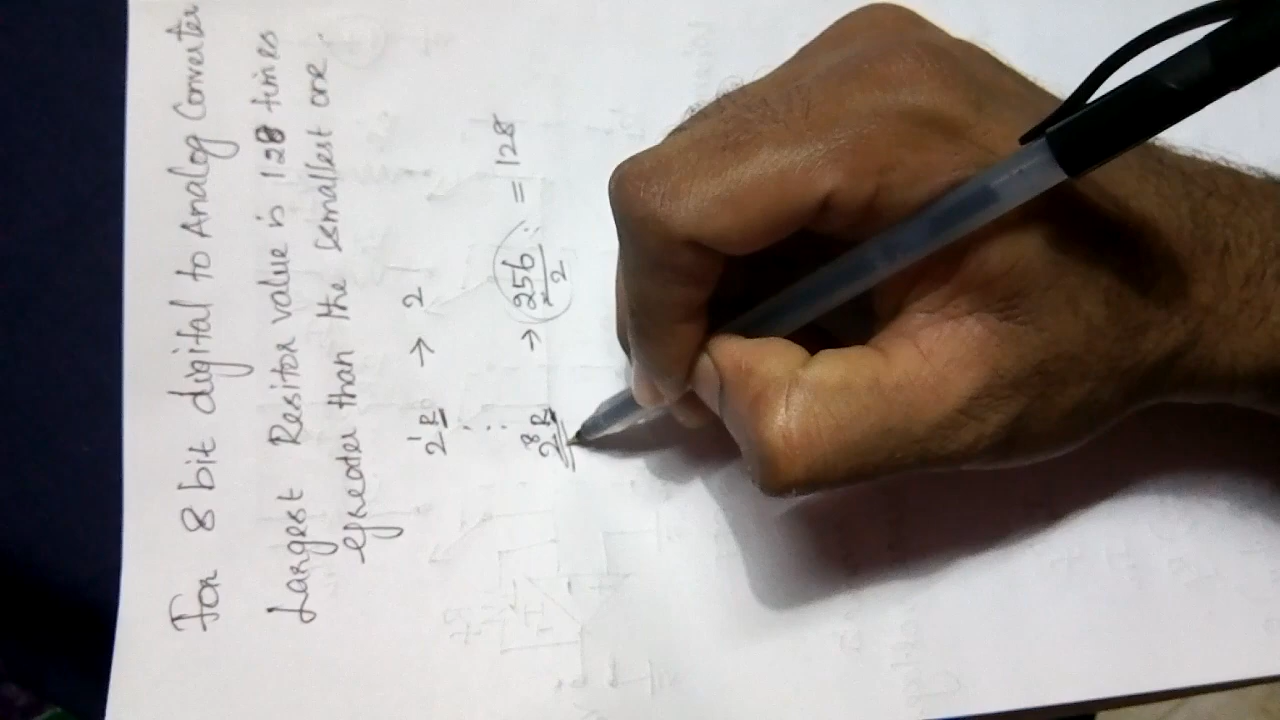 For 8 bit digital to Analog Converter
Largest Resitor value is 128 times
greater than the smallest one.
2¹R → 2
⋮
2⁸R → 256/2 = 128